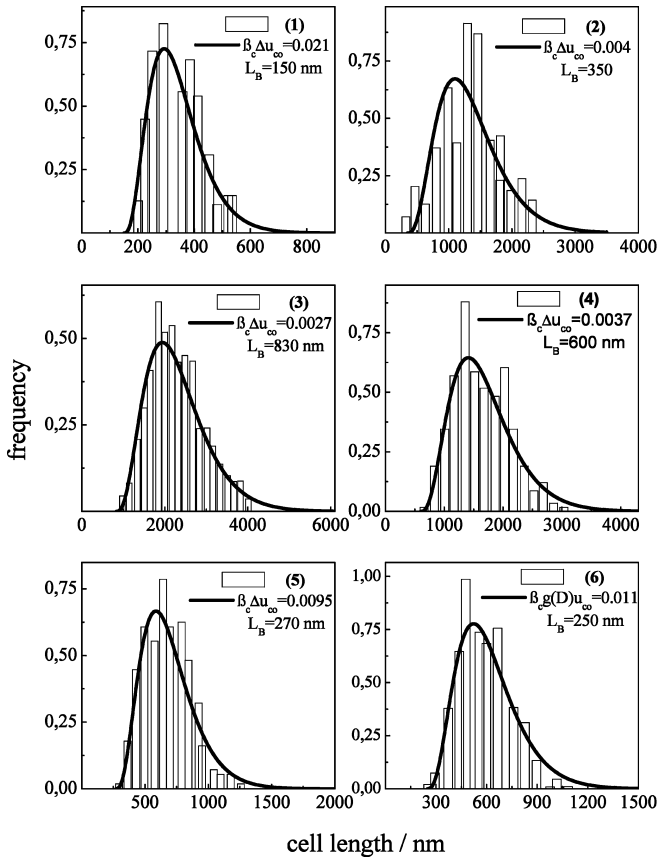 (1)
ß_cΔu_co=0.021
L_B=150 nm
0,75
0,50
0,25
0 200 400 600 800
(2)
ß_cΔu_co=0.004
L_B=350
0,75
0,50
0,25
0 1000 2000 3000 4000
(3)
ß_cΔu_co=0.0027
L_B=830 nm
0,50
0,25
0 2000 4000 6000
(4)
ß_cΔu_co=0.0037
L_B=600 nm
0,75
0,50
0,25
0,00
0 1000 2000 3000 4000
(5)
ß_cΔu_co=0.0095
L_B=270 nm
0,75
0,50
0,25
0,00
500 1000 1500 2000
(6)
ß_cg(D)u_co=0.011
L_B=250 nm
1,00
0,75
0,50
0,25
0,00
300 600 900 1200 1500
frequency
cell length / nm